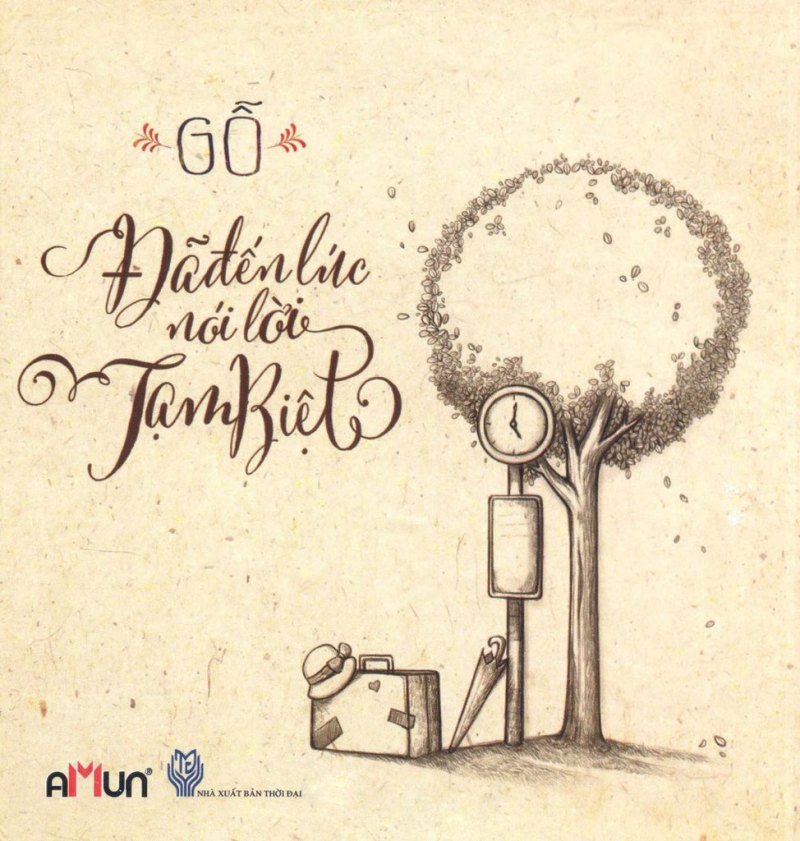 GỖ
Đã đến lúc
nói lời
Tạm Biệt
AMUN®
NHÀ XUẤT BẢN THỜI ĐẠI